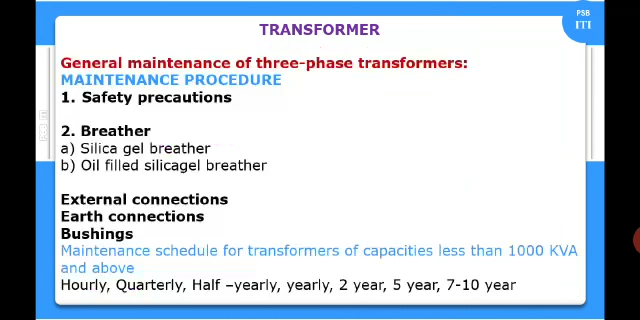 PSB
ITI
TRANSFORMER
General maintenance of three-phase transformers:
MAINTENANCE PROCEDURE
1. Safety precautions
2. Breather
a) Silica gel breather
b) Oil filled silicagel breather
External connections
Earth connections
Bushings
Maintenance schedule for transformers of capacities less than 1000 KVA
and above
Hourly, Quarterly, Half –yearly, yearly, 2 year, 5 year, 7-10 year